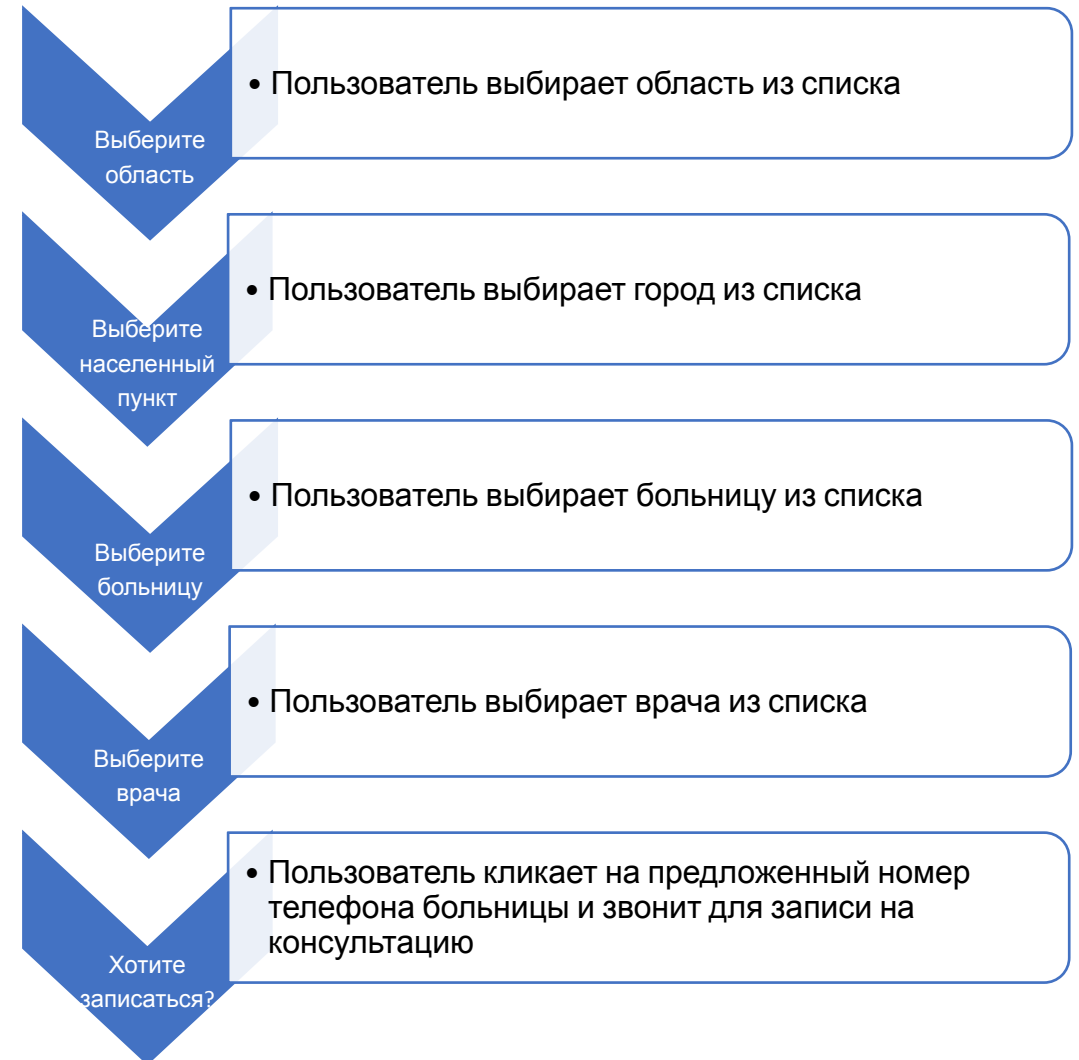 • Пользователь выбирает область из списка
Выберите
область
• Пользователь выбирает город из списка
Выберите
населенный
пункт
• Пользователь выбирает больницу из списка
Выберите
больницу
• Пользователь выбирает врача из списка
Выберите
врача
• Пользователь кликает на предложенный номер
телефона больницы и звонит для записи на
консультацию
Хотите
записаться?